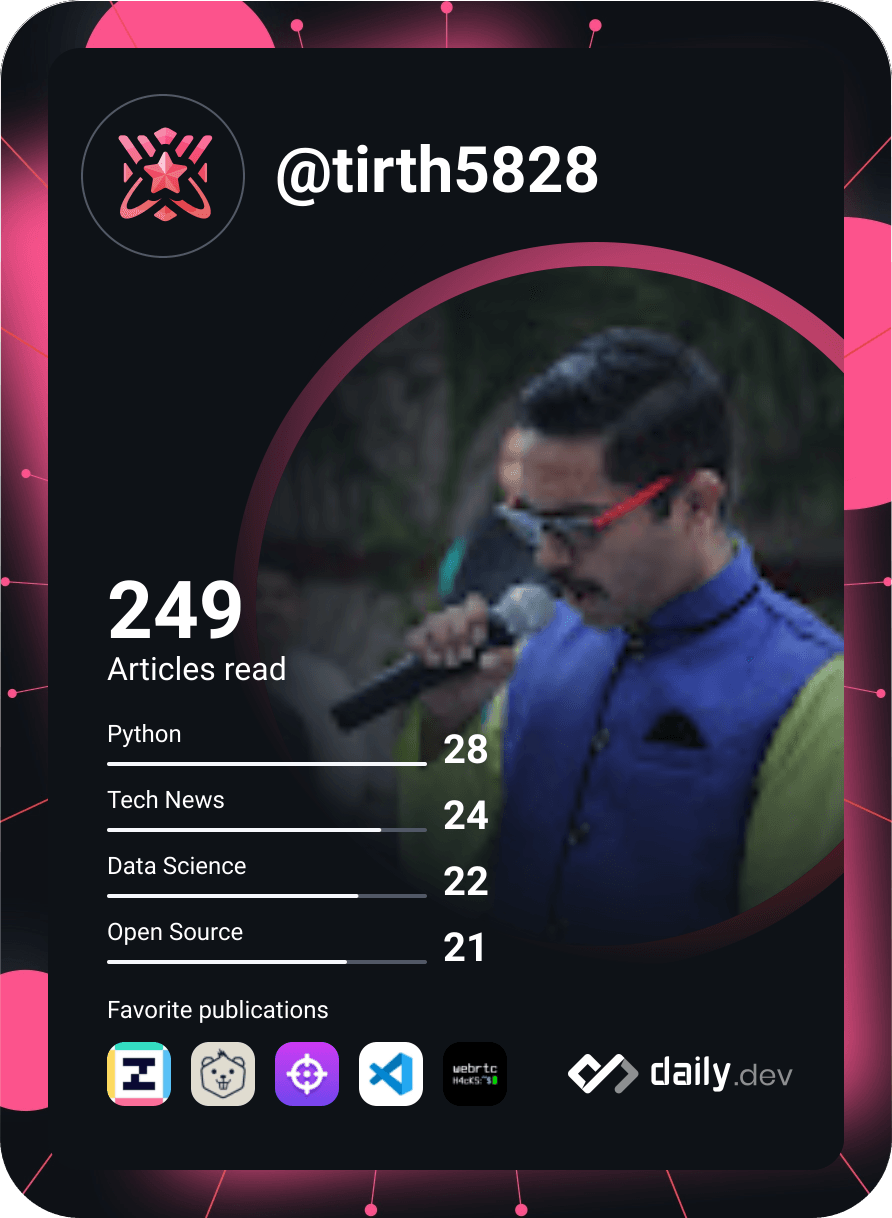 @tirth5828
249
Articles read
Python
28
Tech News
24
Data Science
22
Open Source
21
Favorite publications
webrtc
H4cKS:~$
daily.dev